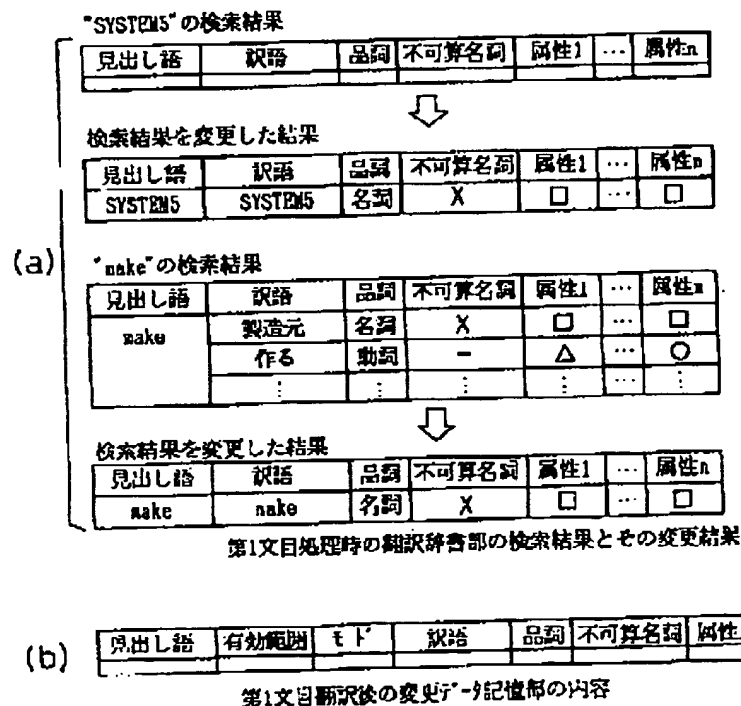 "SYSTEM5"の検索結果
見出し語 訳語 品詞 不可算名詞 属性1 … 属性n
検索結果を変更した結果
見出し語 訳語 品詞 不可算名詞 属性1 … 属性n
SYSTEM5 SYSTEM5 名詞 X □ … □
(a)
"make"の検索結果
見出し語 訳語 品詞 不可算名詞 属性1 … 属性n
make 製造元 名詞 X □ … □
作る 動詞 - △ … ○
⋮ ⋮ ⋮ ⋮ … ⋮
検索結果を変更した結果
見出し語 訳語 品詞 不可算名詞 属性1 … 属性n
make make 名詞 X □ … □
第1文目処理時の翻訳辞書部の検索結果とその変更結果
(b)
見出し語 有効範囲 モード 訳語 品詞 不可算名詞 属性
第1文目翻訳後の変更データ記憶部の内容